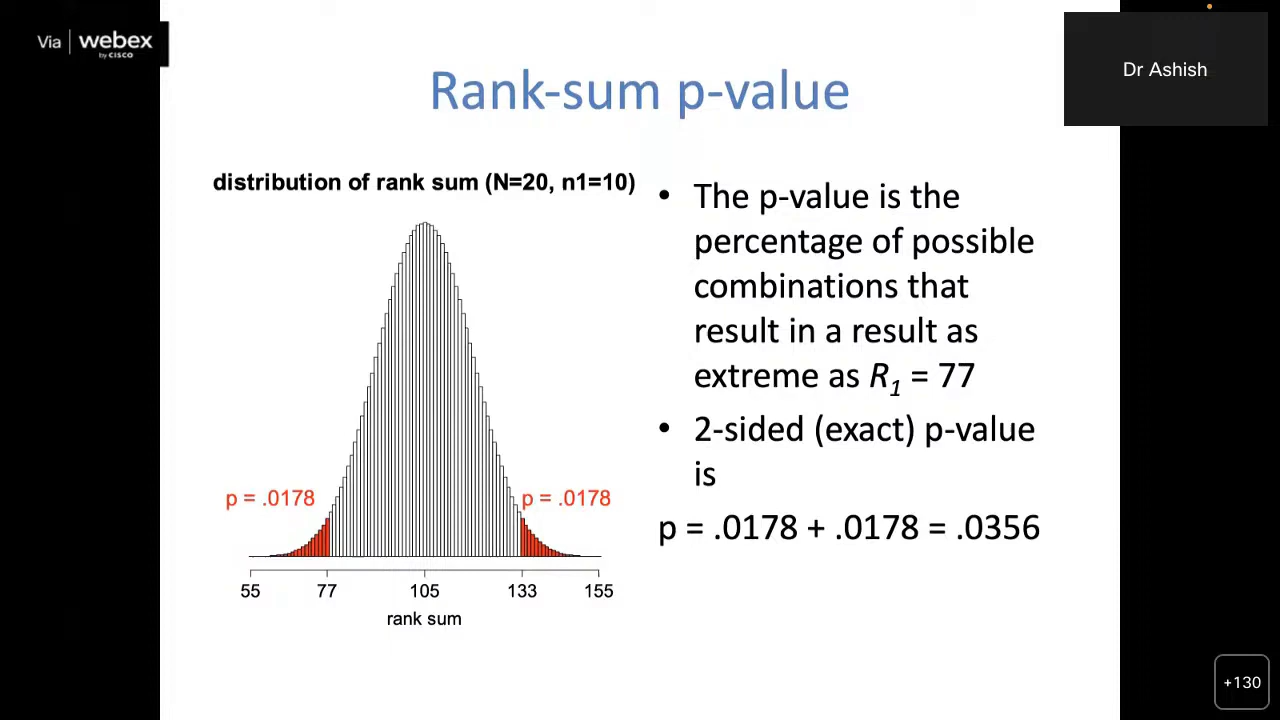 Via webex
by CISCO
Dr Ashish
Rank-sum p-value
distribution of rank sum (N=20, n1=10)
p = .0178
p = .0178
55 77 105 133 155
rank sum
• The p-value is the
percentage of possible
combinations that
result in a result as
extreme as R1 = 77
• 2-sided (exact) p-value
is
p = .0178 + .0178 = .0356
+130